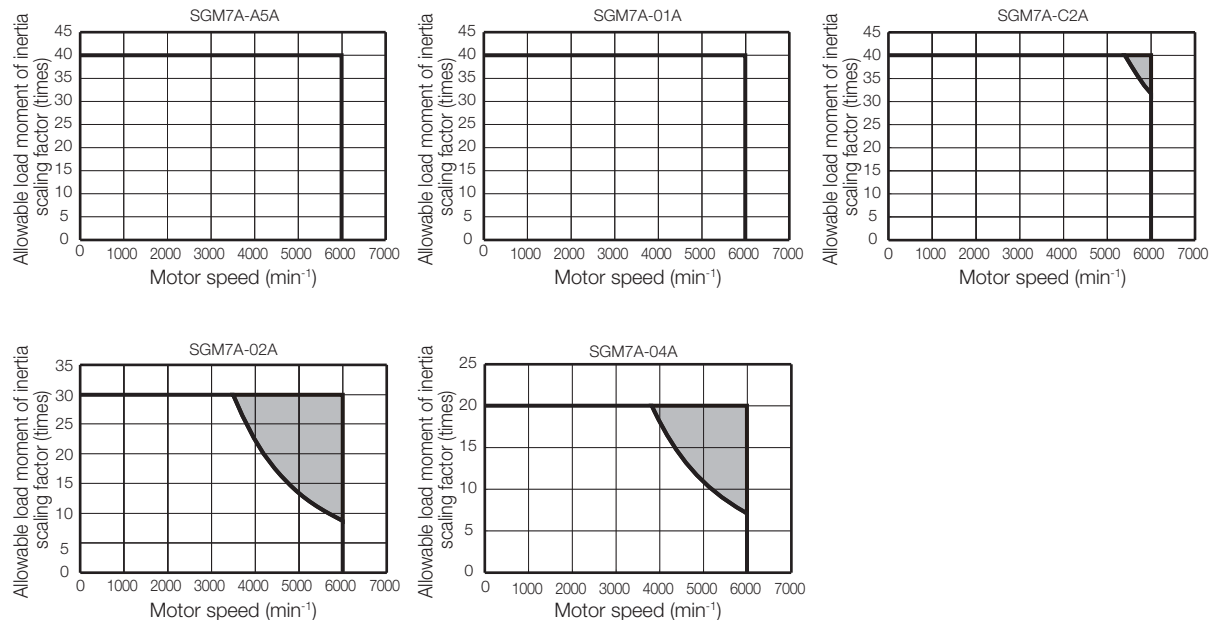 SGM7A-A5A
Allowable load moment of inertia
scaling factor (times)
45
40
35
30
25
20
15
10
5
0
0 1000 2000 3000 4000 5000 6000 7000
Motor speed (min-1)
SGM7A-01A
Allowable load moment of inertia
scaling factor (times)
45
40
35
30
25
20
15
10
5
0
0 1000 2000 3000 4000 5000 6000 7000
Motor speed (min-1)
SGM7A-C2A
Allowable load moment of inertia
scaling factor (times)
45
40
35
30
25
20
15
10
5
0
0 1000 2000 3000 4000 5000 6000 7000
Motor speed (min-1)
SGM7A-02A
Allowable load moment of inertia
scaling factor (times)
35
30
25
20
15
10
5
0
0 1000 2000 3000 4000 5000 6000 7000
Motor speed (min-1)
SGM7A-04A
Allowable load moment of inertia
scaling factor (times)
25
20
15
10
5
0
0 1000 2000 3000 4000 5000 6000 7000
Motor speed (min-1)